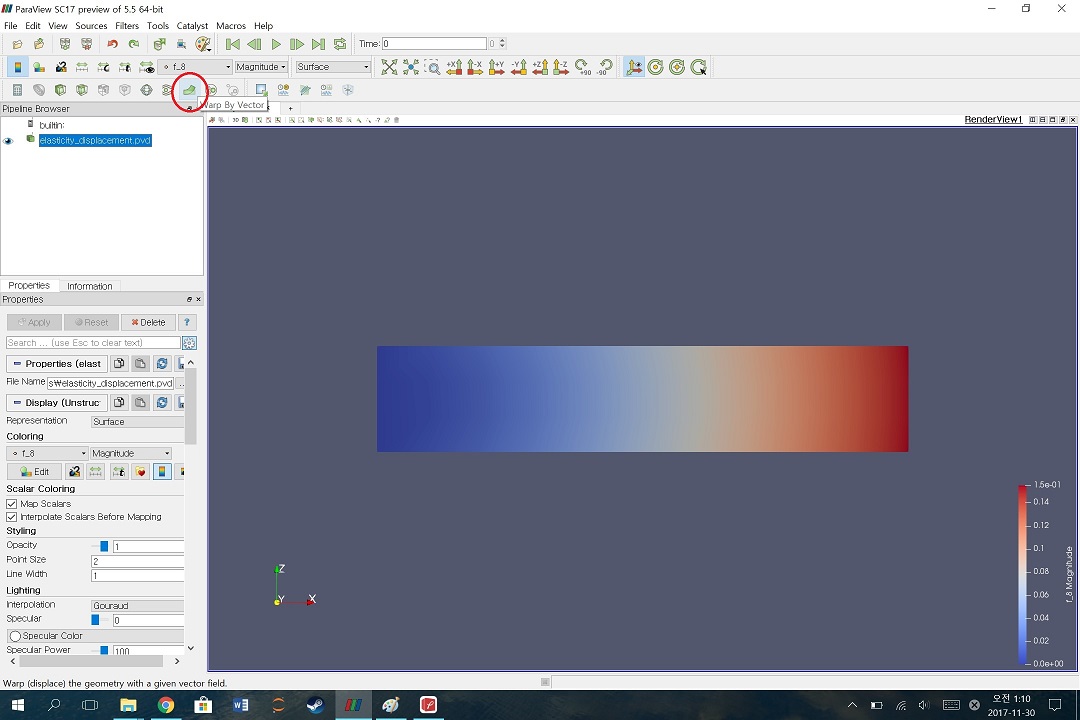 ParaView SC17 preview of 5.5 64-bit
File Edit View Sources Filters Tools Catalyst Macros Help
Time: 0 0
f_8 Magnitude Surface
+X -X +Y -Y +Z -Z +90 -90
Warp By Vector
+
Pipeline Browser
3D
RenderView1
builtin:
elasticity_displacement.pvd
Properties Information
Properties
Apply Reset Delete ?
Search ... (use Esc to clear text)
Properties (elast
File Name s₩elasticity_displacement.pvd ...
Display (Unstruc
Representation Surface
Coloring
f_8 Magnitude
Edit
Scalar Coloring
Map Scalars
Interpolate Scalars Before Mapping
Styling
Opacity 1
Point Size 2
Line Width 1
Lighting
Interpolation Gouraud
Specular 0
Specular Color
Specular Power 100
Z
Y X
1.5e-01
0.14
0.12
0.1
0.08
0.06
0.04
0.02
0.0e+00
f_8 Magnitude
Warp (displace) the geometry with a given vector field.
오전 1:10
2017-11-30